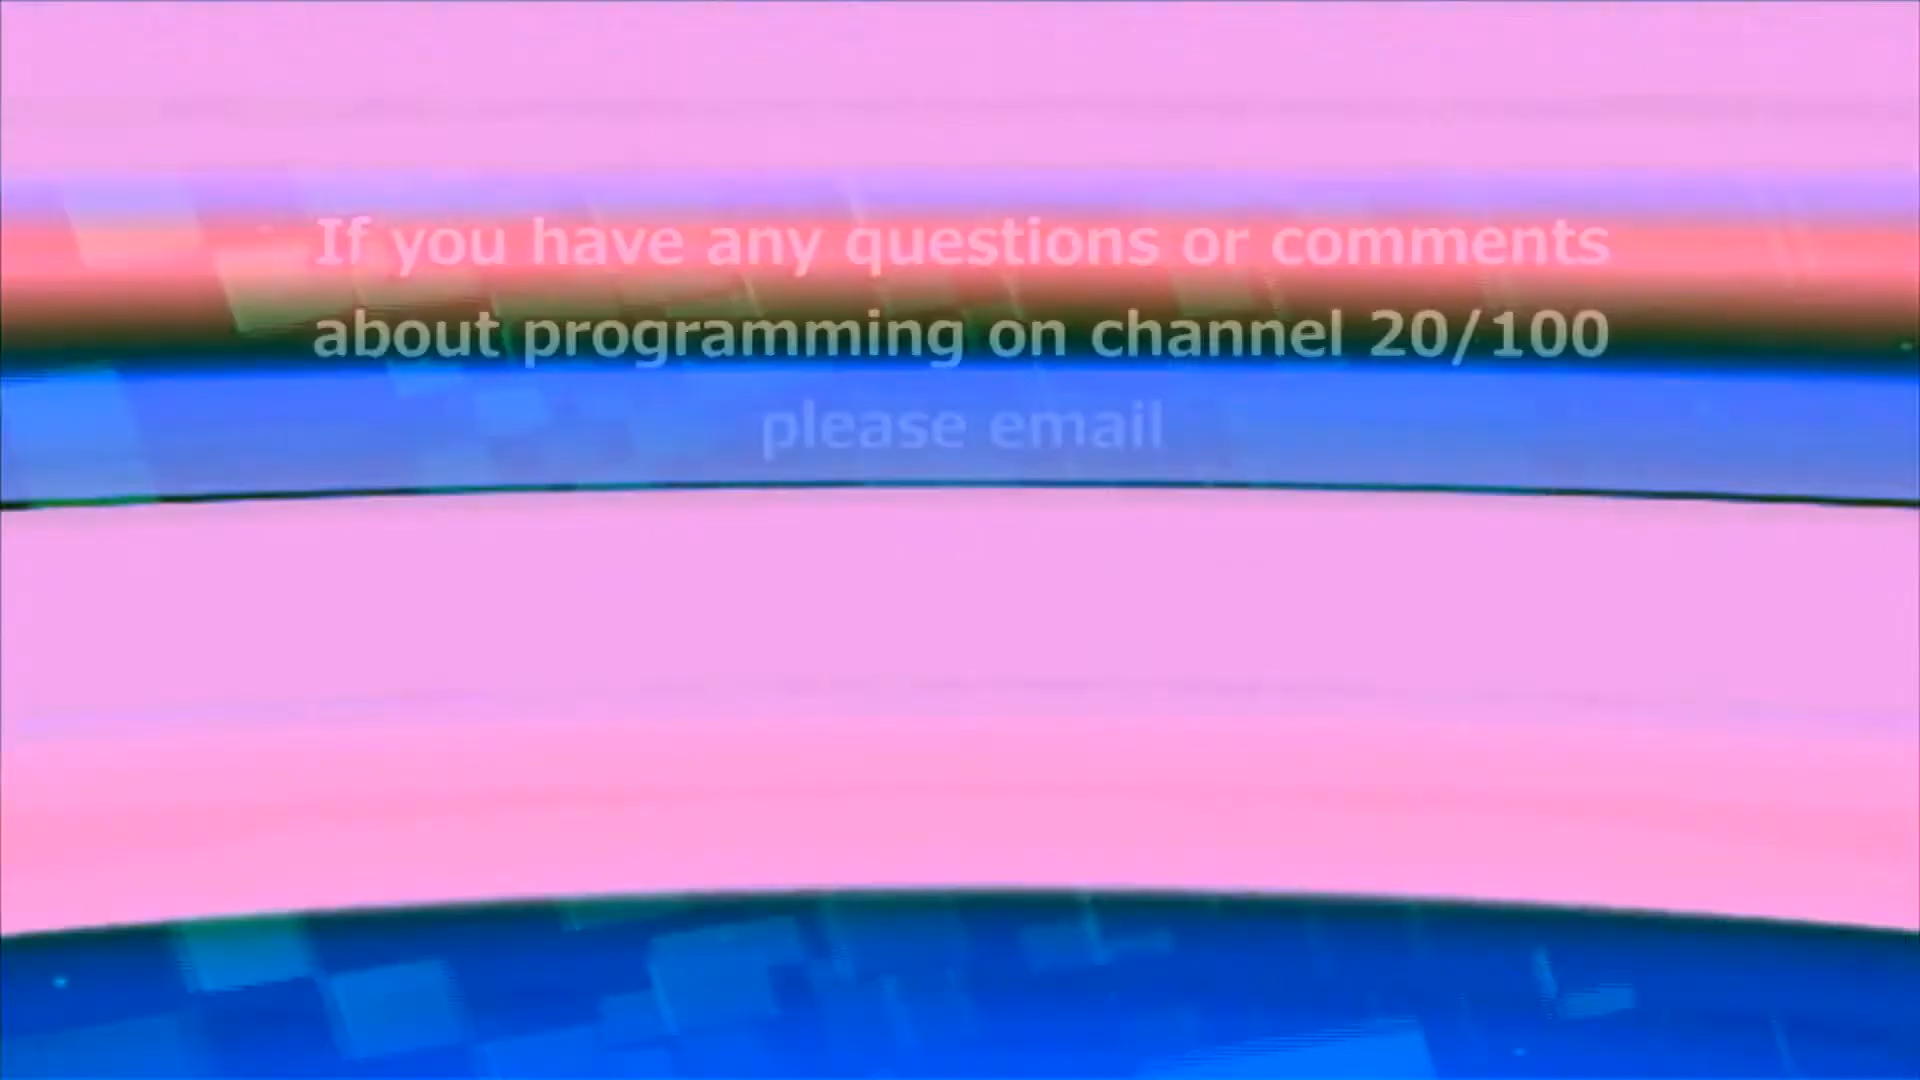 If you have any questions or comments
about programming on channel 20/100
please email